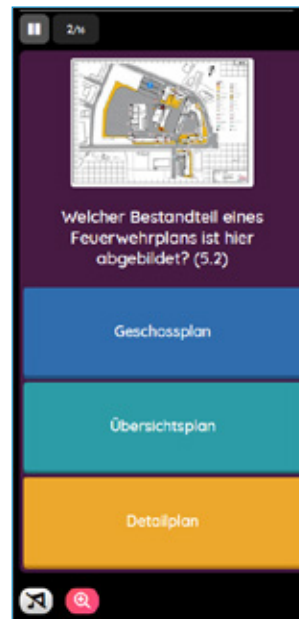 2/16
Welcher Bestandteil eines
Feuerwehrplans ist hier
abgebildet? (5.2)
Geschossplan
Übersichtsplan
Detailplan